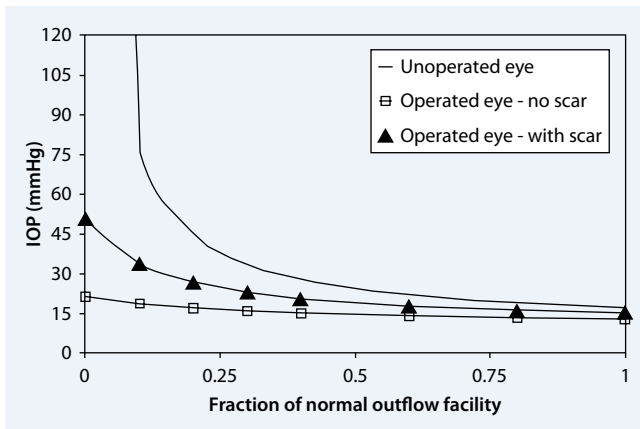 120
105
90
75
60
45
30
15
0
IOP (mmHg)
Unoperated eye
Operated eye - no scar
Operated eye - with scar
0
0.25
0.5
0.75
1
Fraction of normal outflow facility